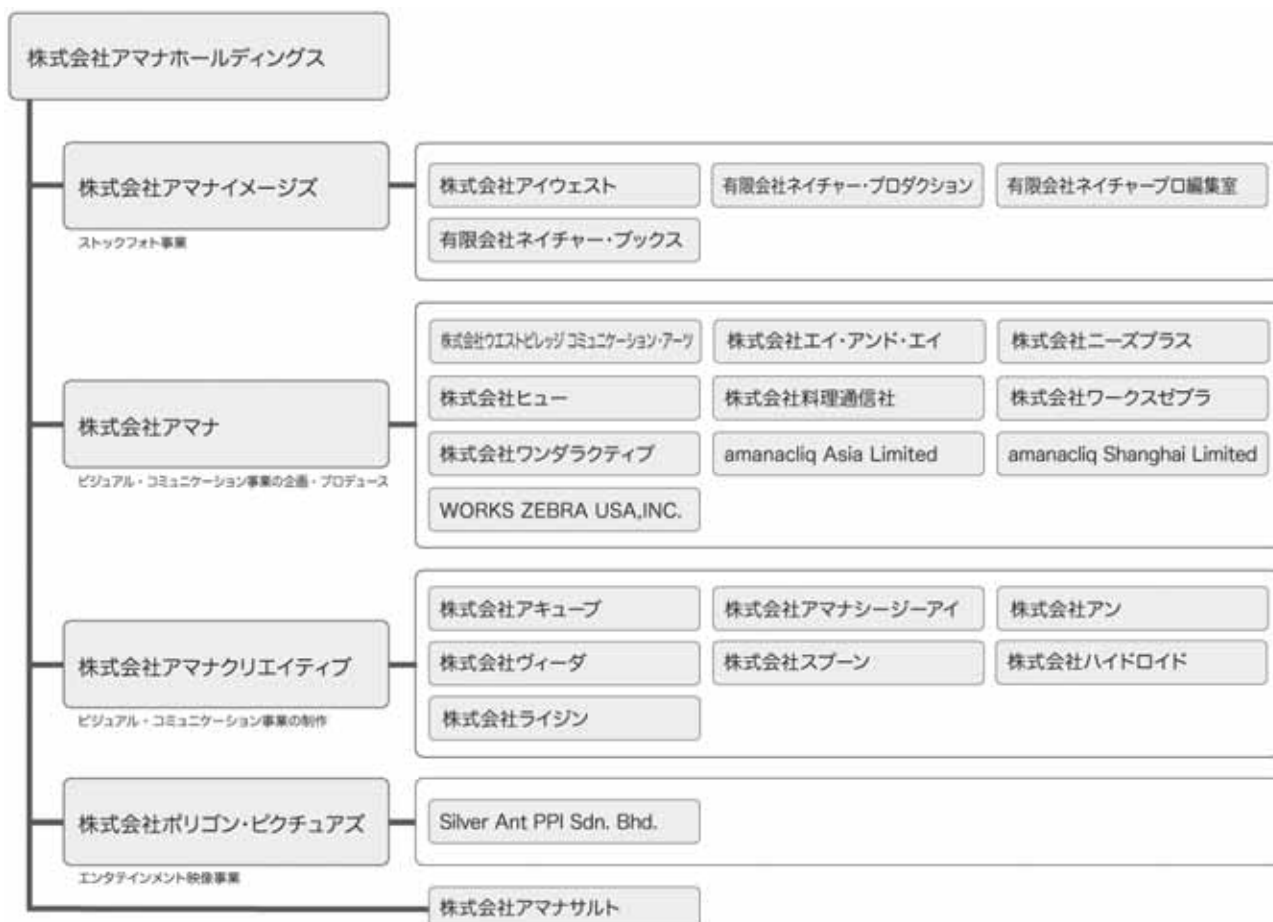 株式会社アマナホールディングス
株式会社アマナイメージズ
ストックフォト事業
株式会社アイウェスト
有限会社ネイチャー・プロダクション
有限会社ネイチャープロ編集室
有限会社ネイチャー・ブックス
株式会社アマナ
ビジュアル・コミュニケーション事業の企画・プロデュース
株式会社ウエストビレッジ コミュニケーション・アーツ
株式会社エイ・アンド・エイ
株式会社ニーズプラス
株式会社ヒュー
株式会社料理通信社
株式会社ワークスゼブラ
株式会社ワンダラクティブ
amanacliq Asia Limited
amanacliq Shanghai Limited
WORKS ZEBRA USA,INC.
株式会社アマナクリエイティブ
ビジュアル・コミュニケーション事業の制作
株式会社アキューブ
株式会社アマナシージーアイ
株式会社アン
株式会社ヴィーダ
株式会社スプーン
株式会社ハイドロイド
株式会社ライジン
株式会社ポリゴン・ピクチュアズ
エンタテインメント映像事業
Silver Ant PPI Sdn. Bhd.
株式会社アマナサルト